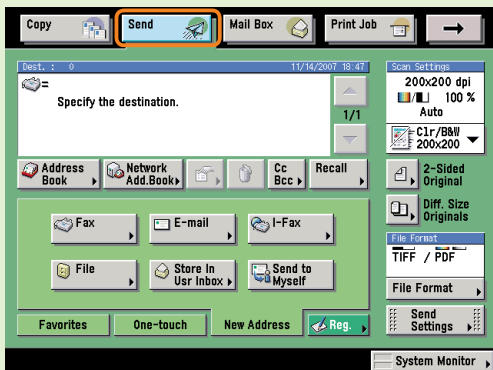 Copy
Send
Mail Box
Print Job
Dest. : 0
11/14/2007 18:47
Specify the destination.
1/1
Address
Book
Network
Add.Book
Cc
Bcc
Recall
Fax
E-mail
I-Fax
File
Store In
Usr Inbox
Send to
Myself
Favorites
One-touch
New Address
Reg.
Scan Settings
200x200 dpi
100 %
Auto
Clr/B&W
200x200
2-Sided
Original
Diff. Size
Originals
File Format
TIFF / PDF
File Format
Send
Settings
System Monitor